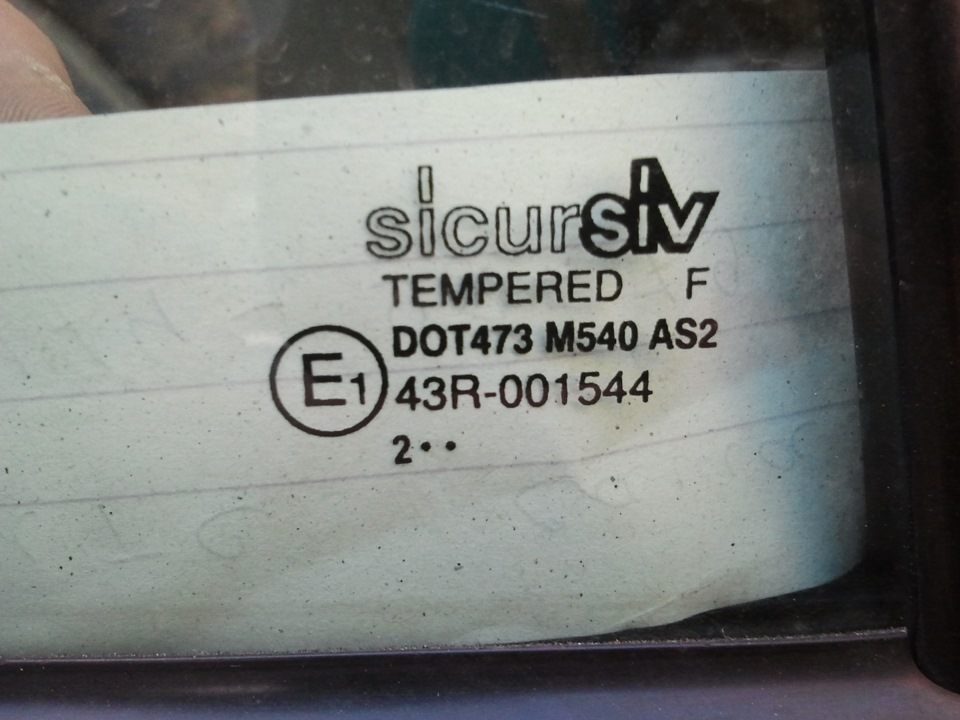 sicursiv
TEMPERED F
DOT473 M540 AS2
E1 43R-001544
2··